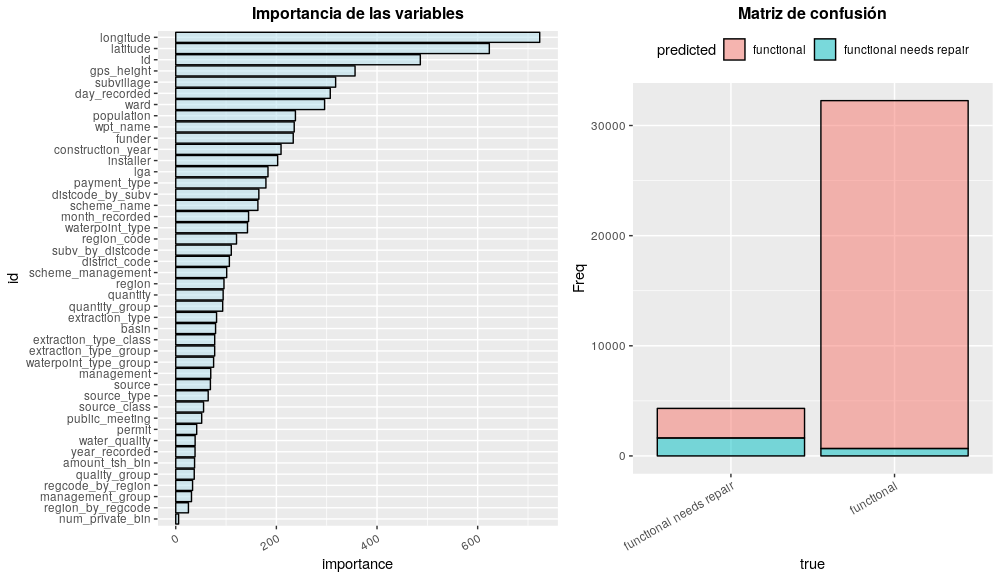 Importancia de las variables
longitude
latitude
id
gps_height
subvillage
day_recorded
ward
population
wpt_name
funder
construction_year
installer
lga
payment_type
distcode_by_subv
scheme_name
month_recorded
waterpoint_type
region_code
subv_by_distcode
district_code
scheme_management
region
quantity
quantity_group
extraction_type
basin
extraction_type_class
extraction_type_group
waterpoint_type_group
management
source
source_type
source_class
public_meeting
permit
water_quality
year_recorded
amount_tsh_bin
quality_group
regcode_by_region
management_group
region_by_regcode
num_private_bin
id
0
200
400
600
importance
Matriz de confusión
predicted
functional
functional needs repair
30000
20000
10000
0
Freq
functional needs repair
functional
true